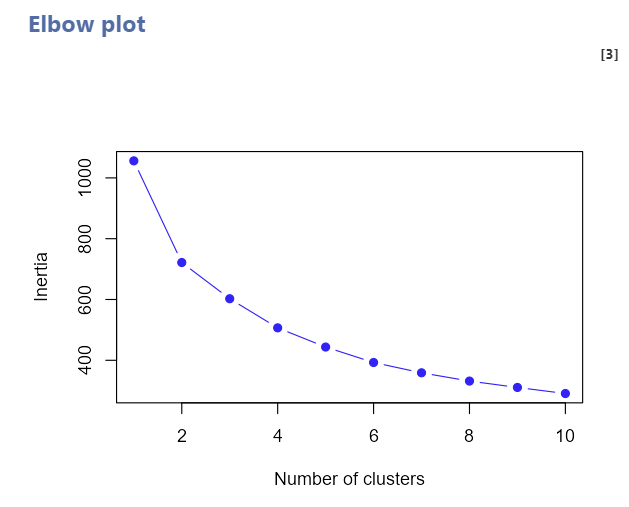 Elbow plot
[3]
1000
800
600
400
Inertia
2 4 6 8 10
Number of clusters